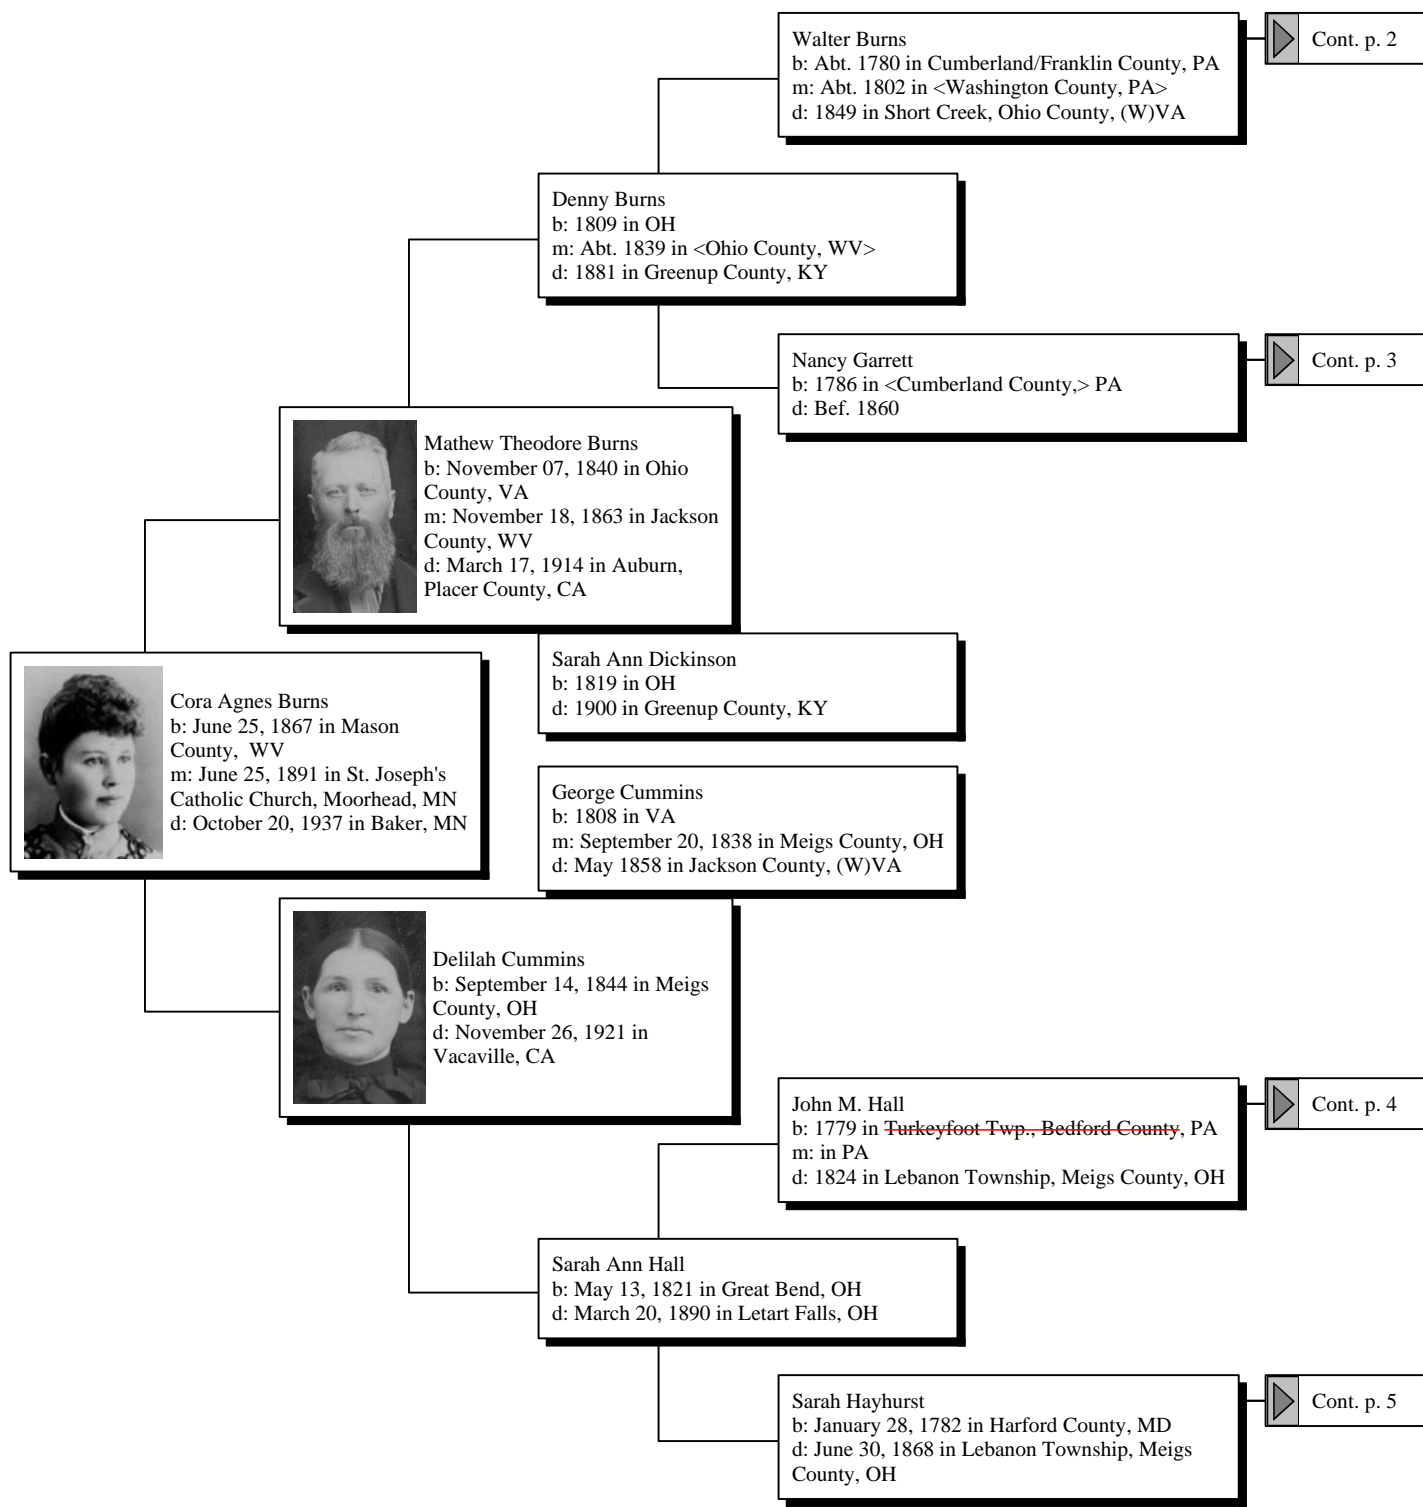 Walter Burns
b: Abt. 1780 in Cumberland/Franklin County, PA
m: Abt. 1802 in <Washington County, PA>
d: 1849 in Short Creek, Ohio County, (W)VA
Cont. p. 2
Denny Burns
b: 1809 in OH
m: Abt. 1839 in <Ohio County, WV>
d: 1881 in Greenup County, KY
Nancy Garrett
b: 1786 in <Cumberland County,> PA
d: Bef. 1860
Cont. p. 3
Mathew Theodore Burns
b: November 07, 1840 in Ohio
County, VA
m: November 18, 1863 in Jackson
County, WV
d: March 17, 1914 in Auburn,
Placer County, CA
Sarah Ann Dickinson
b: 1819 in OH
d: 1900 in Greenup County, KY
Cora Agnes Burns
b: June 25, 1867 in Mason
County,  WV
m: June 25, 1891 in St. Joseph's
Catholic Church, Moorhead, MN
d: October 20, 1937 in Baker, MN
George Cummins
b: 1808 in VA
m: September 20, 1838 in Meigs County, OH
d: May 1858 in Jackson County, (W)VA
Delilah Cummins
b: September 14, 1844 in Meigs
County, OH
d: November 26, 1921 in
Vacaville, CA
John M. Hall
b: 1779 in Turkeyfoot Twp., Bedford County, PA
m: in PA
d: 1824 in Lebanon Township, Meigs County, OH
Cont. p. 4
Sarah Ann Hall
b: May 13, 1821 in Great Bend, OH
d: March 20, 1890 in Letart Falls, OH
Sarah Hayhurst
b: January 28, 1782 in Harford County, MD
d: June 30, 1868 in Lebanon Township, Meigs
County, OH
Cont. p. 5